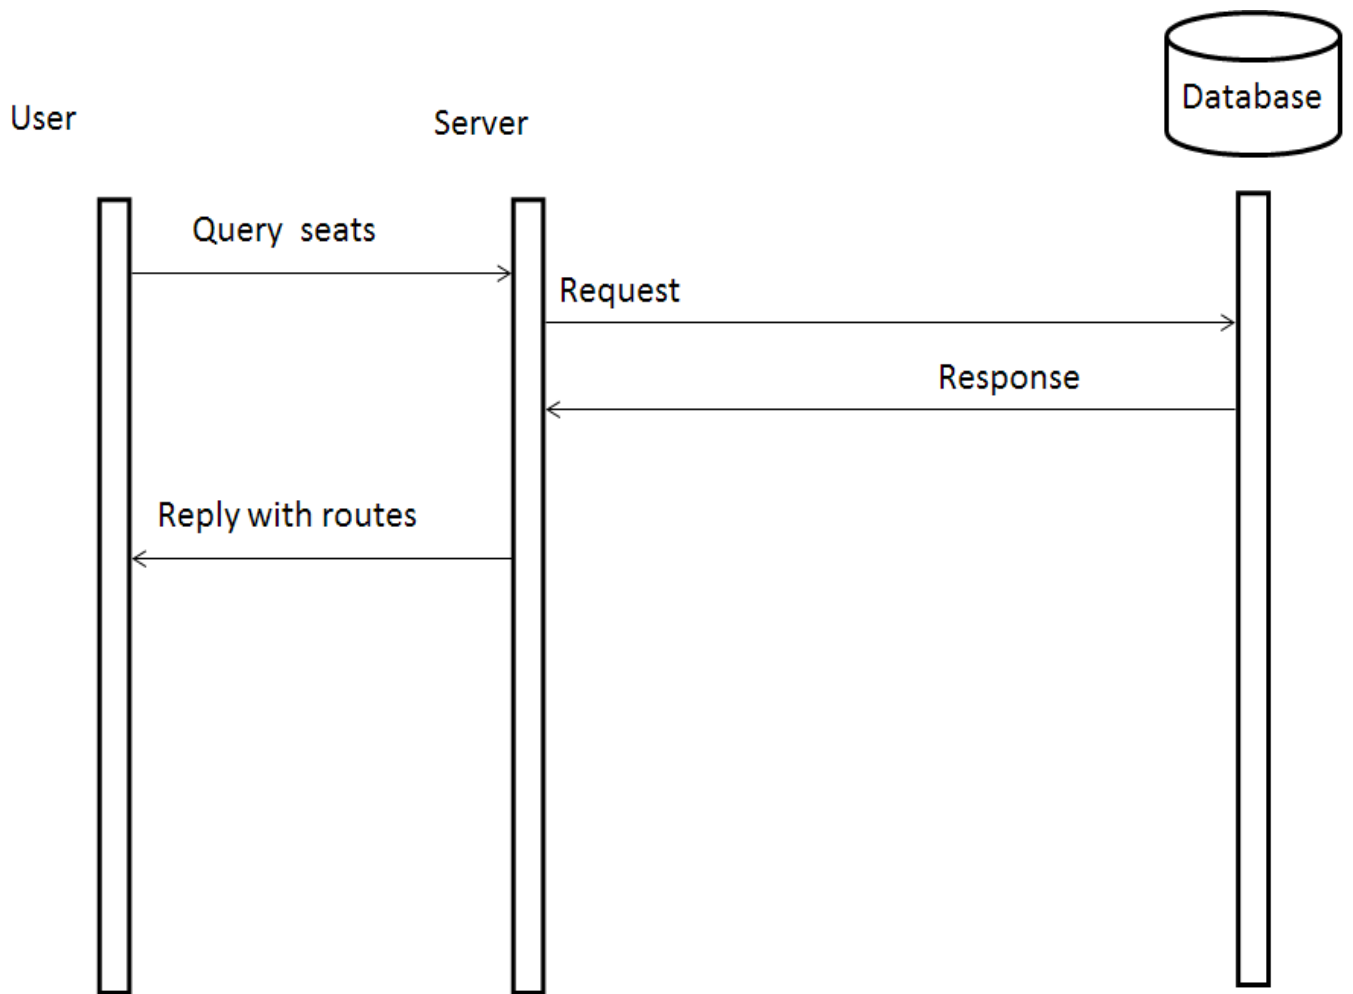 Database
User
Server
Query  seats
Request
Response
Reply with routes